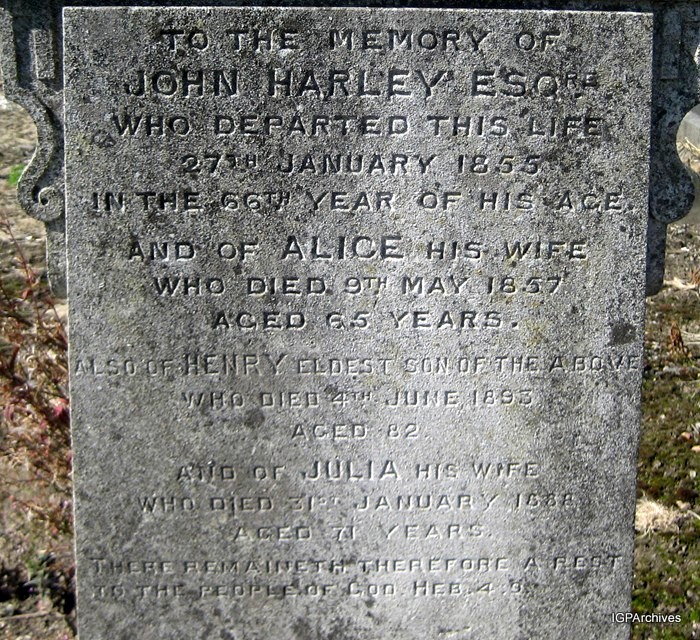 TO THE MEMORY OF
JOHN HARLEY ESQRE
WHO DEPARTED THIS LIFE
27TH JANUARY 1855
IN THE 66TH YEAR OF HIS AGE.
AND OF ALICE HIS WIFE
WHO DIED 9TH MAY 1857
AGED 65 YEARS.
ALSO OF HENRY ELDEST SON OF THE ABOVE
WHO DIED 4TH JUNE 1893
AGED 82
AND OF JULIA HIS WIFE
WHO DIED 31ST JANUARY 1888
AGED 71 YEARS.
THERE REMAINETH THEREFORE A REST
TO THE PEOPLE OF GOD. HEB. 4. 9.
IGPArchives